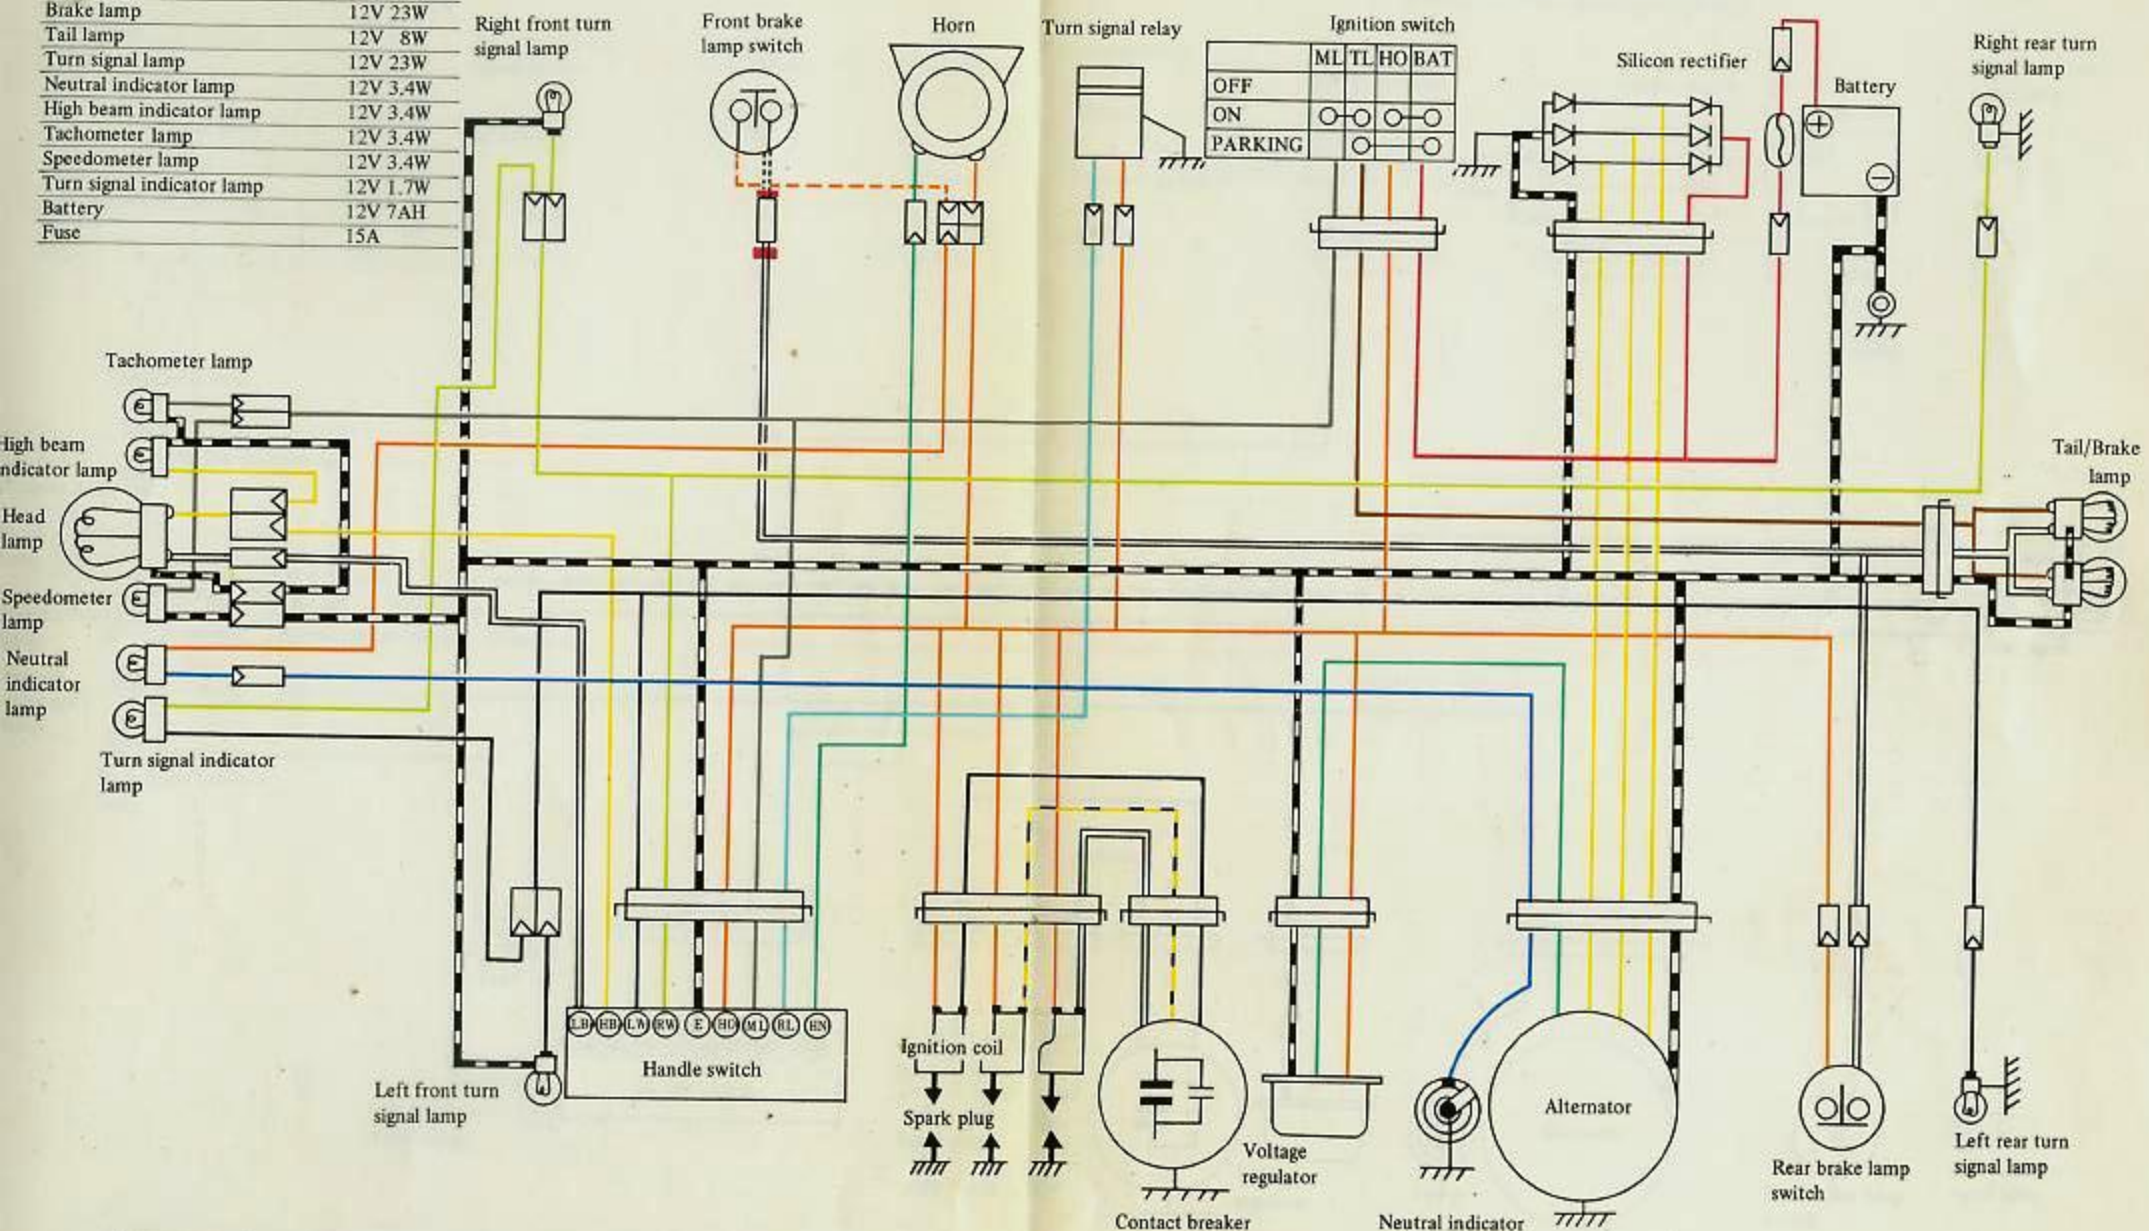 Brake lamp 12V 23W
Tail lamp 12V 8W
Turn signal lamp 12V 23W
Neutral indicator lamp 12V 3.4W
High beam indicator lamp 12V 3.4W
Tachometer lamp 12V 3.4W
Speedometer lamp 12V 3.4W
Turn signal indicator lamp 12V 1.7W
Battery 12V 7AH
Fuse 15A
Right front turn
signal lamp
Front brake
lamp switch
Horn
Turn signal relay
Ignition switch
ML TL HO BAT
OFF
ON
PARKING
Silicon rectifier
Battery
+
−
Right rear turn
signal lamp
Tachometer lamp
High beam
ndicator lamp
Head
lamp
Speedometer
lamp
Neutral
indicator
lamp
Turn signal indicator
lamp
Tail/Brake
lamp
LB HB LW RW E HO ML RL HN
Handle switch
Left front turn
signal lamp
Ignition coil
Spark plug
Contact breaker
Voltage
regulator
Neutral indicator
Alternator
Rear brake lamp
switch
Left rear turn
signal lamp